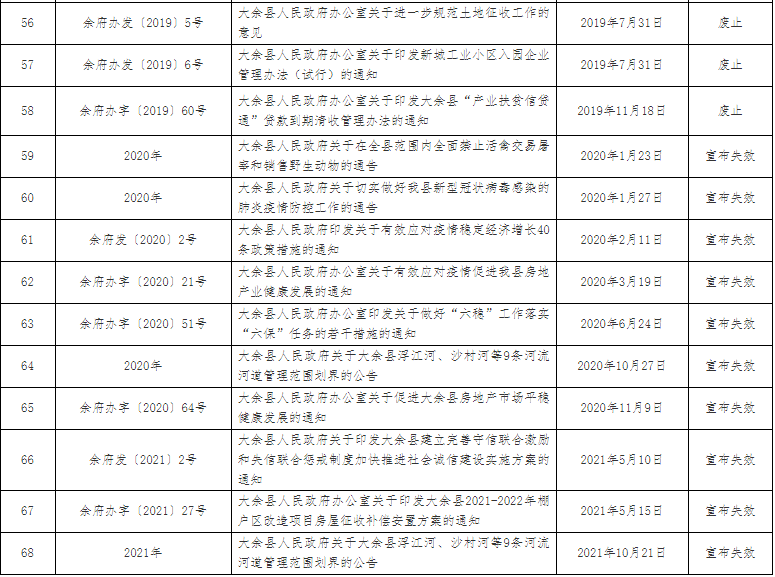 56 余府办发〔2019〕5号 大余县人民政府办公室关于进一步规范土地征收工作的 2019年7月31日 废止
意见
57 余府办发〔2019〕6号 大余县人民政府办公室关于印发新城工业小区入园企业 2019年7月31日 废止
管理办法（试行）的通知
58 余府办字〔2019〕60号 大余县人民政府办公室关于印发大余县“产业扶贫信贷 2019年11月18日 废止
通”贷款到期清收管理办法的通知
59 2020年 大余县人民政府关于在全县范围内全面禁止活禽交易屠 2020年1月23日 宣布失效
宰和销售野生动物的通告
60 2020年 大余县人民政府关于切实做好我县新型冠状病毒感染的 2020年1月27日 宣布失效
肺炎疫情防控工作的通告
61 余府发〔2020〕2号 大余县人民政府印发关于有效应对疫情稳定经济增长40 2020年2月11日 宣布失效
条政策措施的通知
62 余府办字〔2020〕21号 大余县人民政府办公室关于有效应对疫情促进我县房地 2020年3月19日 宣布失效
产业健康发展的通知
63 余府办字〔2020〕51号 大余县人民政府办公室印发关于做好“六稳”工作落实 2020年6月24日 宣布失效
“六保”任务的若干措施的通知
64 2020年 大余县人民政府关于大余县浮江河、沙村河等9条河流 2020年10月27日 宣布失效
河道管理范围划界的公告
65 余府办字〔2020〕64号 大余县人民政府办公室关于促进大余县房地产市场平稳 2020年11月9日 宣布失效
健康发展的通知
66 余府发〔2021〕2号 大余县人民政府关于印发大余县建立完善守信联合激励 2021年5月10日 宣布失效
和失信联合惩戒制度加快推进社会诚信建设实施方案的
通知
67 余府办字〔2021〕27号 大余县人民政府办公室关于印发大余县2021-2022年棚 2021年5月15日 宣布失效
户区改造项目房屋征收补偿安置方案的通知
68 2021年 大余县人民政府关于大余县浮江河、沙村河等9条河流 2021年10月21日 宣布失效
河道管理范围划界的公告